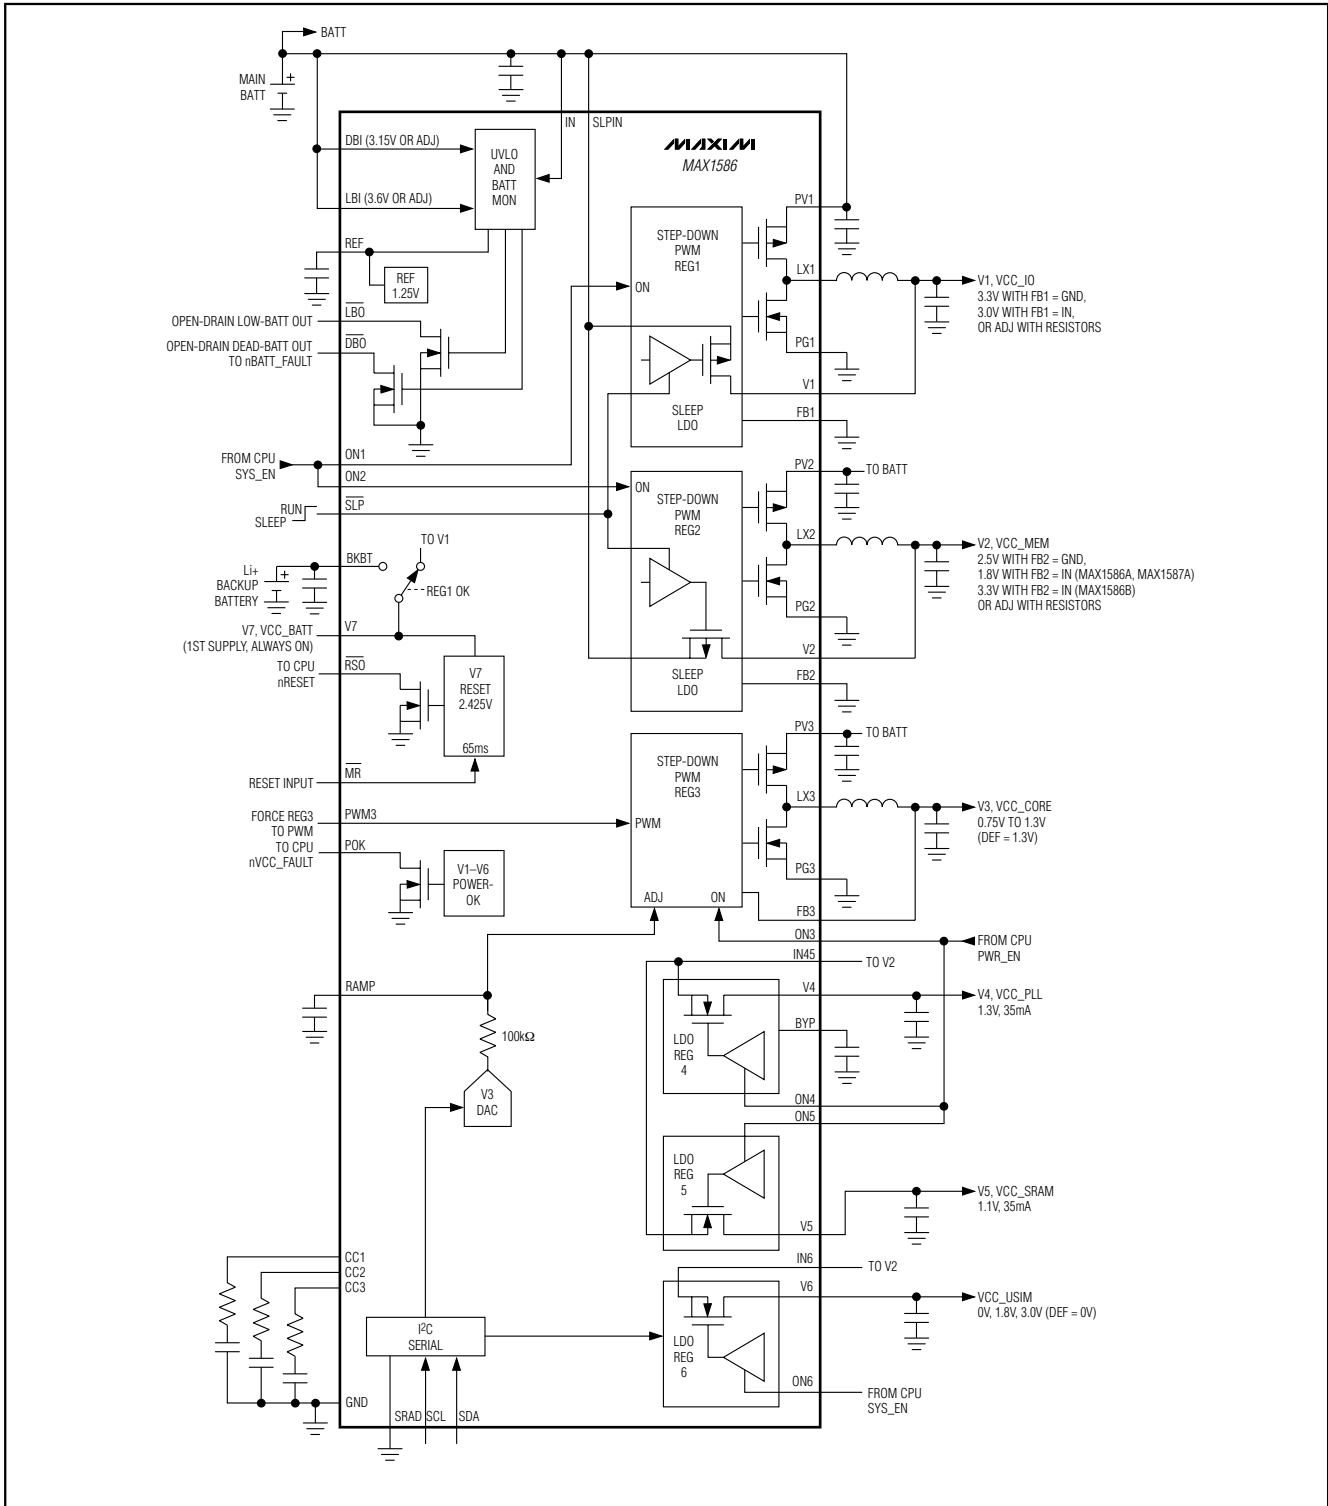 BATT
MAIN
BATT
+
IN
SLPIN
MAXIM
MAX1586
DBI (3.15V OR ADJ)
UVLO
AND
BATT
MON
LBI (3.6V OR ADJ)
REF
REF
1.25V
LBO
OPEN-DRAIN LOW-BATT OUT
OPEN-DRAIN DEAD-BATT OUT
TO nBATT_FAULT
DBO
STEP-DOWN
PWM
REG1
ON
SLEEP
LDO
PV1
LX1
V1, VCC_IO
3.3V WITH FB1 = GND,
3.0V WITH FB1 = IN,
OR ADJ WITH RESISTORS
PG1
V1
FB1
FROM CPU
SYS_EN
ON1
ON2
RUN
SLEEP
SLP
ON
STEP-DOWN
PWM
REG2
SLEEP
LDO
PV2
TO BATT
LX2
V2, VCC_MEM
2.5V WITH FB2 = GND,
1.8V WITH FB2 = IN (MAX1586A, MAX1587A)
3.3V WITH FB2 = IN (MAX1586B)
OR ADJ WITH RESISTORS
PG2
V2
FB2
Li+
BACKUP
BATTERY
+
BKBT
TO V1
REG1 OK
V7, VCC_BATT
(1ST SUPPLY, ALWAYS ON)
V7
TO CPU
nRESET
RSO
V7
RESET
2.425V
65ms
RESET INPUT
MR
STEP-DOWN
PWM
REG3
PWM
ADJ
ON
PV3
TO BATT
LX3
V3, VCC_CORE
0.75V TO 1.3V
(DEF = 1.3V)
PG3
FB3
FORCE REG3
TO PWM
PWM3
TO CPU
nVCC_FAULT
POK
V1–V6
POWER-
OK
ON3
FROM CPU
PWR_EN
IN45
TO V2
RAMP
100kΩ
V3
DAC
LDO
REG
4
V4
V4, VCC_PLL
1.3V, 35mA
BYP
ON4
ON5
LDO
REG
5
V5
V5, VCC_SRAM
1.1V, 35mA
IN6
TO V2
V6
VCC_USIM
0V, 1.8V, 3.0V (DEF = 0V)
LDO
REG
6
ON6
FROM CPU
SYS_EN
CC1
CC2
CC3
I²C
SERIAL
GND
SRAD
SCL
SDA